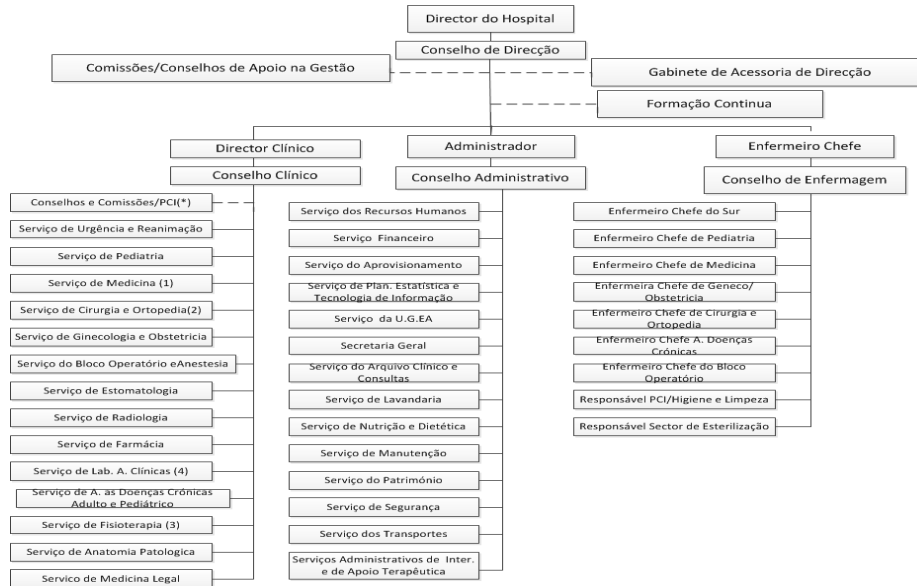 Director do Hospital
Conselho de Direcção
Comissões/Conselhos de Apoio na Gestão
Gabinete de Acessoria de Direcção
Formação Continua
Director Clínico
Conselho Clínico
Conselhos e Comissões/PCI(*)
Serviço de Urgência e Reanimação
Serviço de Pediatria
Serviço de Medicina (1)
Serviço de Cirurgia e Ortopedia(2)
Serviço de Ginecologia e Obstetricia
Serviço do Bloco Operatório eAnestesia
Serviço de Estomatologia
Serviço de Radiologia
Serviço de Farmácia
Serviço de Lab. A. Clínicas (4)
Serviço de A. as Doenças Crónicas
Adulto e Pediátrico
Serviço de Fisioterapia (3)
Serviço de Anatomia Patologica
Servico de Medicina Legal
Administrador
Conselho Administrativo
Serviço dos Recursos Humanos
Serviço Financeiro
Serviço do Aprovisionamento
Serviço de Plan. Estatística e
Tecnologia de Informação
Serviço da U.G.EA
Secretaria Geral
Serviço do Arquivo Clínico e
Consultas
Serviço de Lavandaria
Serviço de Nutrição e Dietética
Serviço de Manutenção
Serviço do Património
Serviço de Segurança
Serviço dos Transportes
Serviços Administrativos de Inter.
e de Apoio Terapêutica
Enfermeiro Chefe
Conselho de Enfermagem
Enfermeiro Chefe do Sur
Enfermeiro Chefe de Pediatria
Enfermeiro Chefe de Medicina
Enfermeira Chefe de Geneco/
Obstetricia
Enfermeiro Chefe de Cirurgia e
Ortopedia
Enfermeiro Chefe A. Doenças
Crónicas
Enfermeiro Chefe do Bloco
Operatório
Responsável PCI/Higiene e Limpeza
Responsável Sector de Esterilização